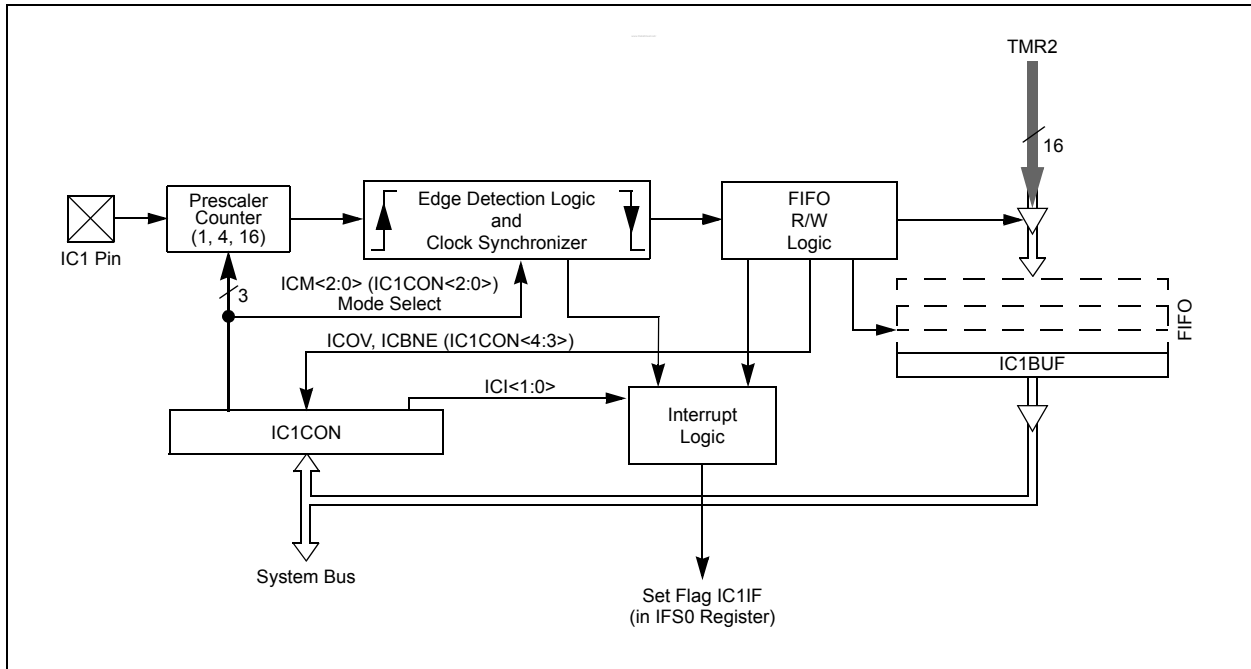 TMR2
16
IC1 Pin
Prescaler
Counter
(1, 4, 16)
Edge Detection Logic
and
Clock Synchronizer
FIFO
R/W
Logic
3
ICM<2:0> (IC1CON<2:0>)
Mode Select
FIFO
ICOV, ICBNE (IC1CON<4:3>)
IC1BUF
ICI<1:0>
IC1CON
Interrupt
Logic
System Bus
Set Flag IC1IF
(in IFS0 Register)